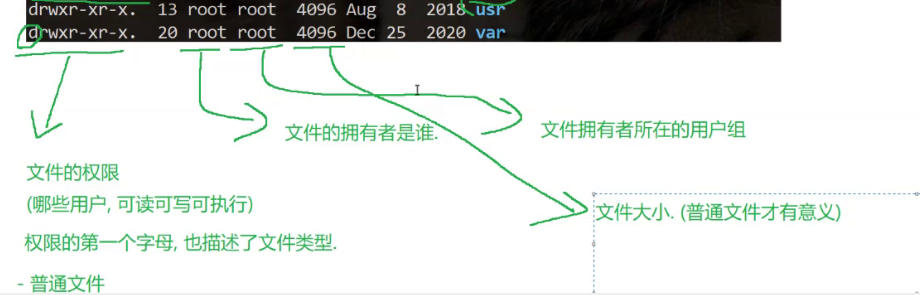 drwxr-xr-x. 13 root root 4096 Aug 8 2018 usr
drwxr-xr-x. 20 root root 4096 Dec 25 2020 var
文件的拥有者是谁.
文件拥有者所在的用户组
文件的权限
(哪些用户, 可读可写可执行)
文件大小. (普通文件才有意义)
权限的第一个字母, 也描述了文件类型.
- 普通文件